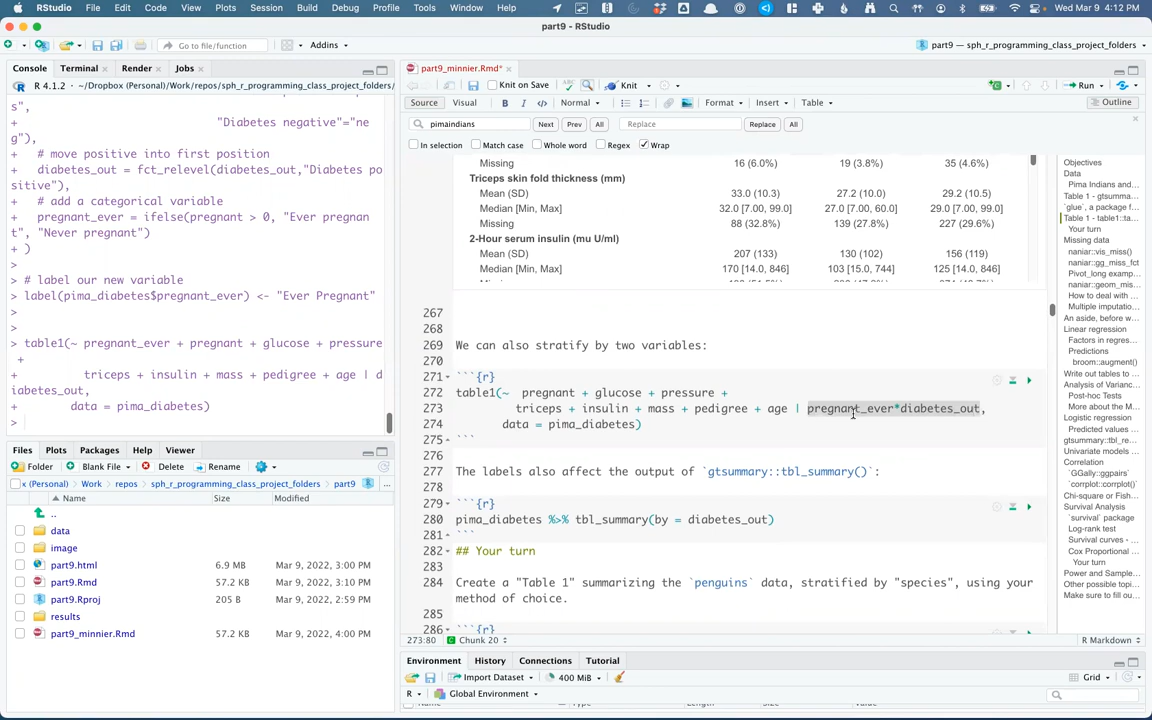 RStudio File Edit Code View Plots Session Build Debug Profile Tools Window Help Wed Mar 9 4:12 PM
part9 - RStudio
Go to file/function Addins part9 — sph_r_programming_class_project_folders
Console Terminal Render Jobs
R 4.1.2 · ~/Dropbox (Personal)/Work/repos/sph_r_programming_class_project_folders/
s",
+ "Diabetes negative"="ne
g"),
+ # move positive into first position
+ diabetes_out = fct_relevel(diabetes_out,"Diabetes po
sitive"),
+ # add a categorical variable
+ pregnant_ever = ifelse(pregnant > 0, "Ever pregnan
t", "Never pregnant")
+ )
>
> # label our new variable
> label(pima_diabetes$pregnant_ever) <- "Ever Pregnant"
>
>
> table1(~ pregnant_ever + pregnant + glucose + pressure
+
+ triceps + insulin + mass + pedigree + age | d
iabetes_out,
+ data = pima_diabetes)
>
Files Plots Packages Help Viewer
Folder Blank File Delete Rename
x (Personal) Work repos sph_r_programming_class_project_folders part9 ...
Name Size Modified
..
data
image
part9.html 6.9 MB Mar 9, 2022, 3:00 PM
part9.Rmd 57.2 KB Mar 9, 2022, 3:10 PM
part9.Rproj 205 B Mar 9, 2022, 2:59 PM
results
part9_minnier.Rmd 57.2 KB Mar 9, 2022, 4:00 PM
part9_minnier.Rmd*
Knit on Save ABC Knit Run
Source Visual B I </> Normal Format Insert Table Outline
pimaindians Next Prev All Replace Replace All
In selection Match case Whole word Regex Wrap
Missing 16 (6.0%) 19 (3.8%) 35 (4.6%)
Triceps skin fold thickness (mm)
Mean (SD) 33.0 (10.3) 27.2 (10.0) 29.2 (10.5)
Median [Min, Max] 32.0 [7.00, 99.0] 27.0 [7.00, 60.0] 29.0 [7.00, 99.0]
Missing 88 (32.8%) 139 (27.8%) 227 (29.6%)
2-Hour serum insulin (mu U/ml)
Mean (SD) 207 (133) 130 (102) 156 (119)
Median [Min, Max] 170 [14.0, 846] 103 [15.0, 744] 125 [14.0, 846]
267
268
269 We can also stratify by two variables:
270
271 ```{r}
272 table1(~ pregnant + glucose + pressure +
273 triceps + insulin + mass + pedigree + age | pregnant_ever*diabetes_out,
274 data = pima_diabetes)
275 ```
276
277 The labels also affect the output of `gtsummary::tbl_summary()`:
278
279 ```{r}
280 pima_diabetes %>% tbl_summary(by = diabetes_out)
281 ```
282 ## Your turn
283
284 Create a "Table 1" summarizing the `penguins` data, stratified by "species", using your
method of choice.
285
286 ```{r}
273:80 Chunk 20 R Markdown
Objectives
Data
Pima Indians and...
Table 1 - gtsumma...
`glue`, a package f...
Table 1 - table1::ta...
Your turn
Missing data
naniar::vis_miss()
naniar::gg_miss_fct
Pivot_long examp...
naniar::geom_mis...
How to deal with ...
Multiple imputatio...
An aside, before w...
Linear regression
Factors in regres...
Predictions
broom::augment()
Write out tables to ...
Analysis of Varianc...
Post-hoc Tests
More about the M...
Logistic regression
Predicted values ...
gtsummary::tbl_re...
Univariate models ...
Correlation
`GGally::ggpairs`
`corrplot::corrplot()`
Chi-square or Fish...
Survival Analysis
`survival` package
Log-rank test
Survival curves - ...
Cox Proportional ...
Your turn
Power and Sample...
Other possible topi...
Make sure to fill ou...
Environment History Connections Tutorial
Import Dataset 400 MiB Grid
R Global Environment